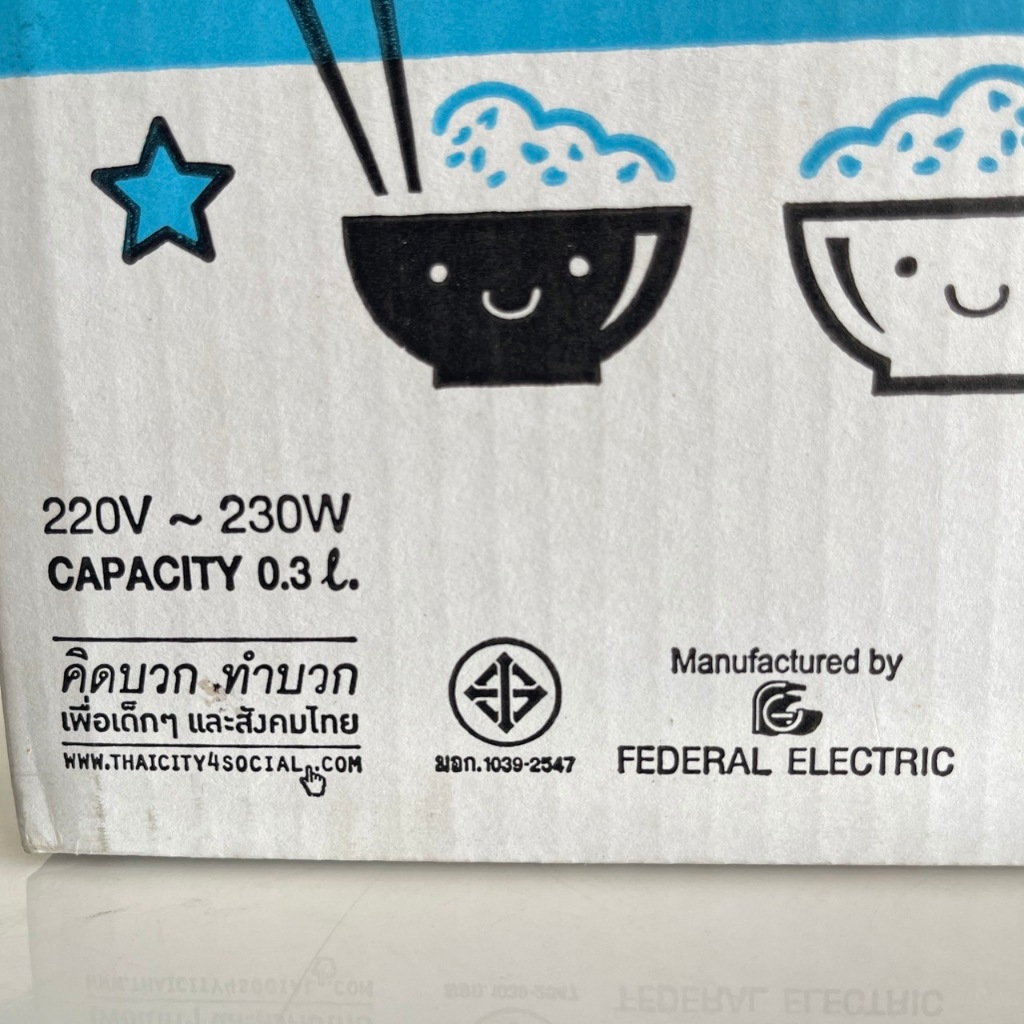 220V ~ 230W
CAPACITY 0.3 ℓ.
คิดบวก ทำบวก
เพื่อเด็กๆ และสังคมไทย
WWW.THAICITY4SOCIAL.COM
มอก.1039-2547
Manufactured by
FEDERAL ELECTRIC